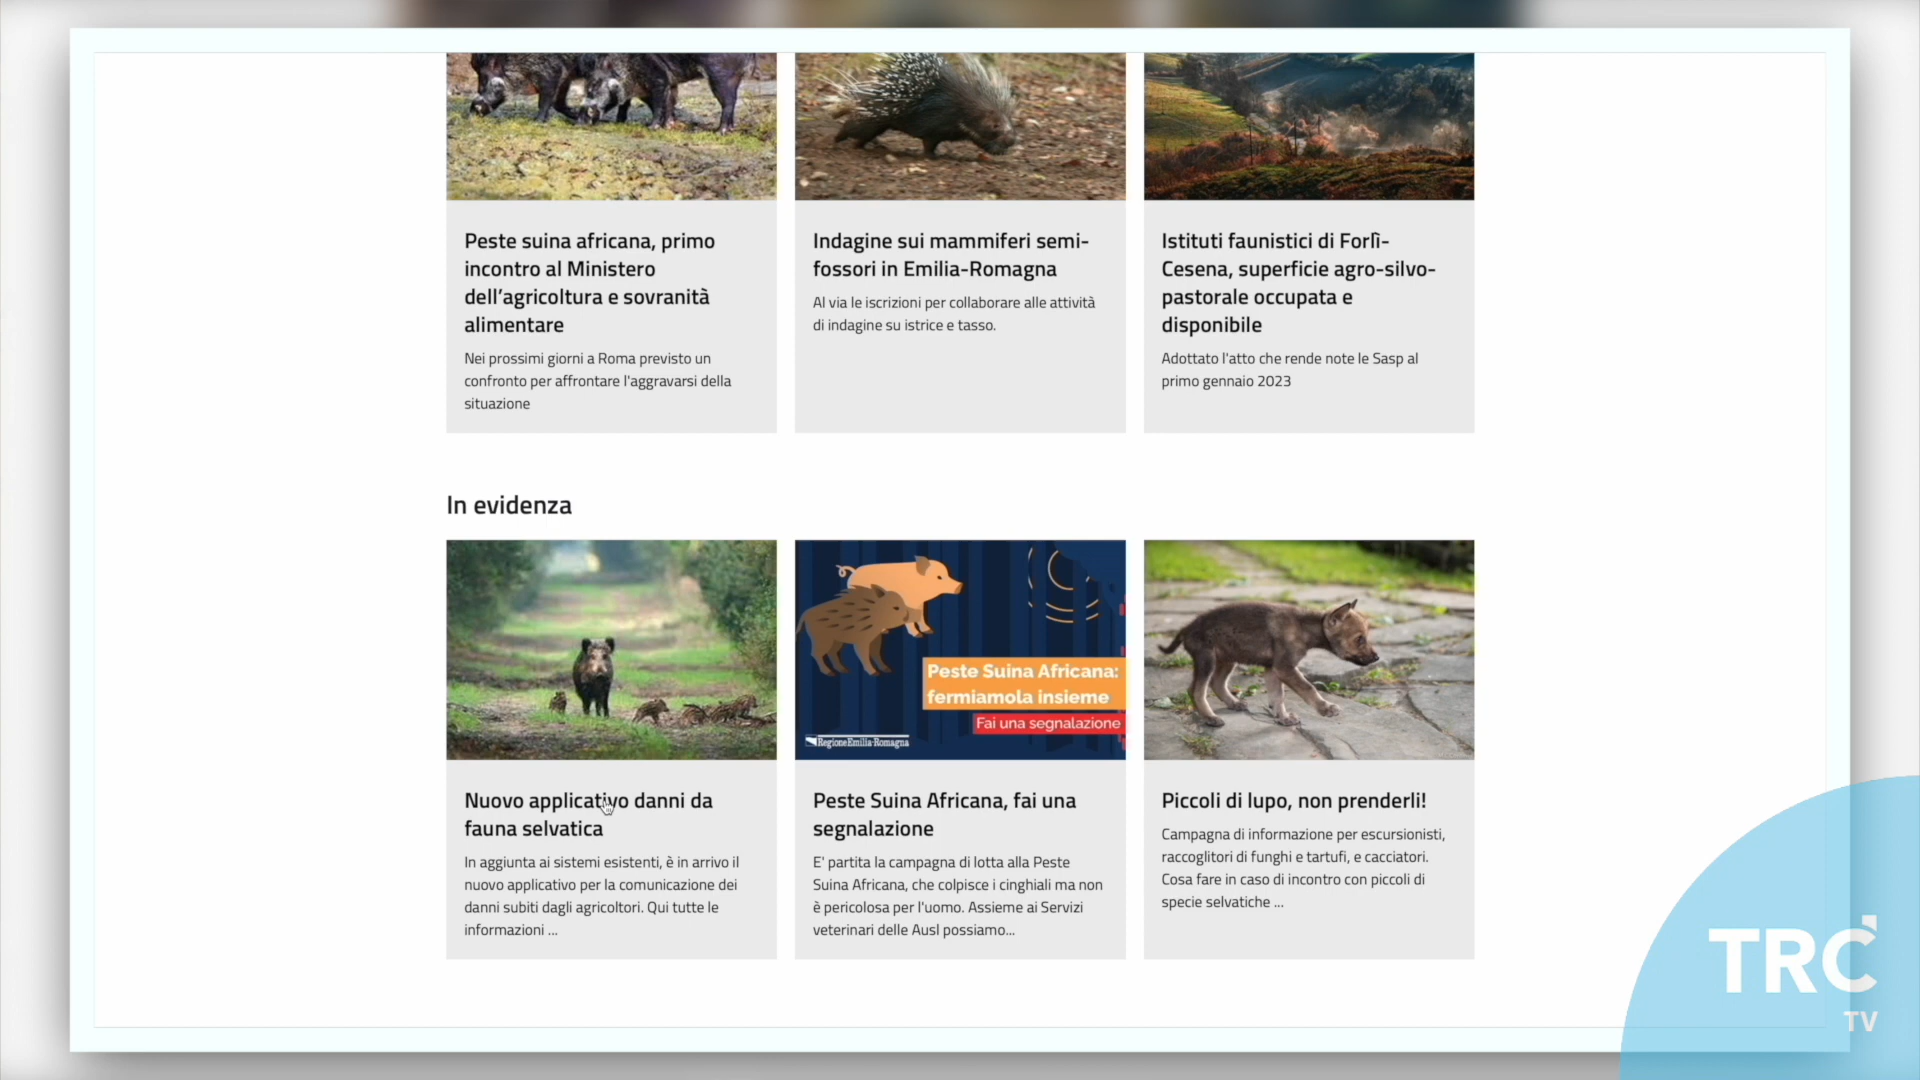 Peste suina africana, primo
incontro al Ministero
dell’agricoltura e sovranità
alimentare
Nei prossimi giorni a Roma previsto un
confronto per affrontare l'aggravarsi della
situazione
Indagine sui mammiferi semi-
fossori in Emilia-Romagna
Al via le iscrizioni per collaborare alle attività
di indagine su istrice e tasso.
Istituti faunistici di Forlì-
Cesena, superficie agro-silvo-
pastorale occupata e
disponibile
Adottato l'atto che rende note le Sasp al
primo gennaio 2023
In evidenza
Peste Suina Africana:
fermiamola insieme
Fai una segnalazione
RegioneEmilia-Romagna
Nuovo applicativo danni da
fauna selvatica
In aggiunta ai sistemi esistenti, è in arrivo il
nuovo applicativo per la comunicazione dei
danni subiti dagli agricoltori. Qui tutte le
informazioni ...
Peste Suina Africana, fai una
segnalazione
E' partita la campagna di lotta alla Peste
Suina Africana, che colpisce i cinghiali ma non
è pericolosa per l'uomo. Assieme ai Servizi
veterinari delle Ausl possiamo...
Piccoli di lupo, non prenderli!
Campagna di informazione per escursionisti,
raccoglitori di funghi e tartufi, e cacciatori.
Cosa fare in caso di incontro con piccoli di
specie selvatiche ...
TRC
TV